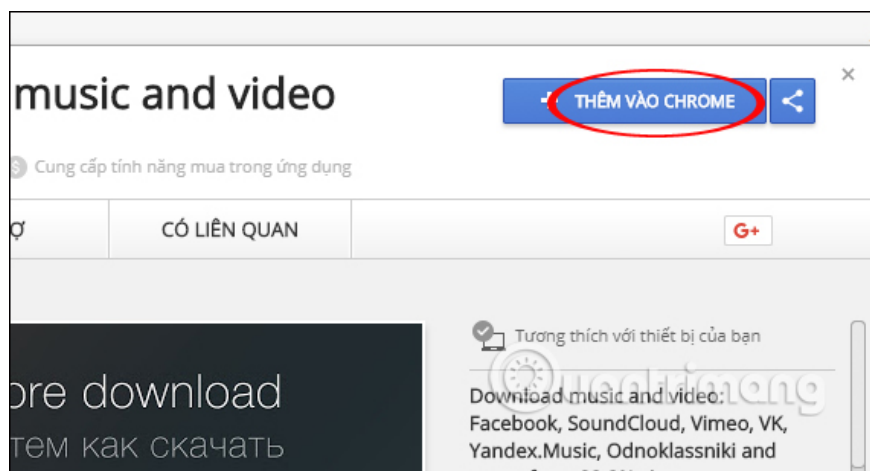 music and video
THÊM VÀO CHROME
Cung cấp tính năng mua trong ứng dụng
Ợ
CÓ LIÊN QUAN
G+
Tương thích với thiết bị của bạn
ore download
тем как скачать
Quantrimang
Download music and video:
Facebook, SoundCloud, Vimeo, VK,
Yandex.Music, Odnoklassniki and